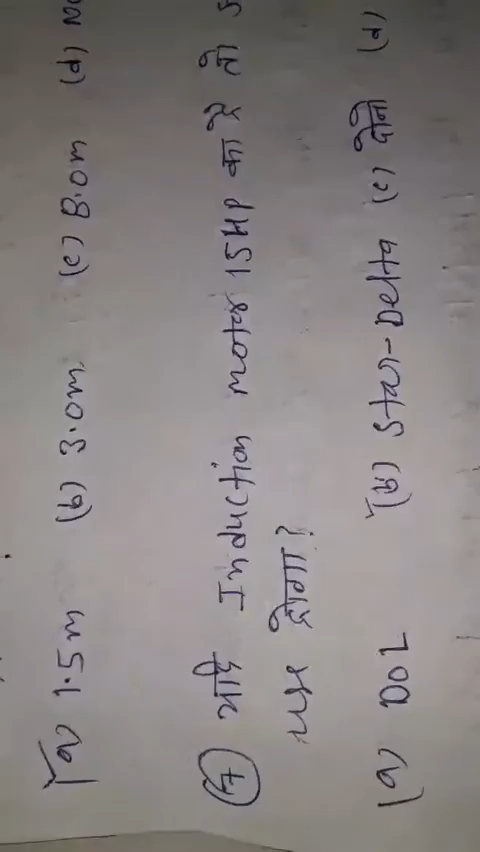 (a) 1.5m (b) 3.0m (c) 8.0m (d)
(7) यदि Induction motor 15HP का है तो
होगा?
(a) DOL (b) Star-Delta (c) दोनो (d)